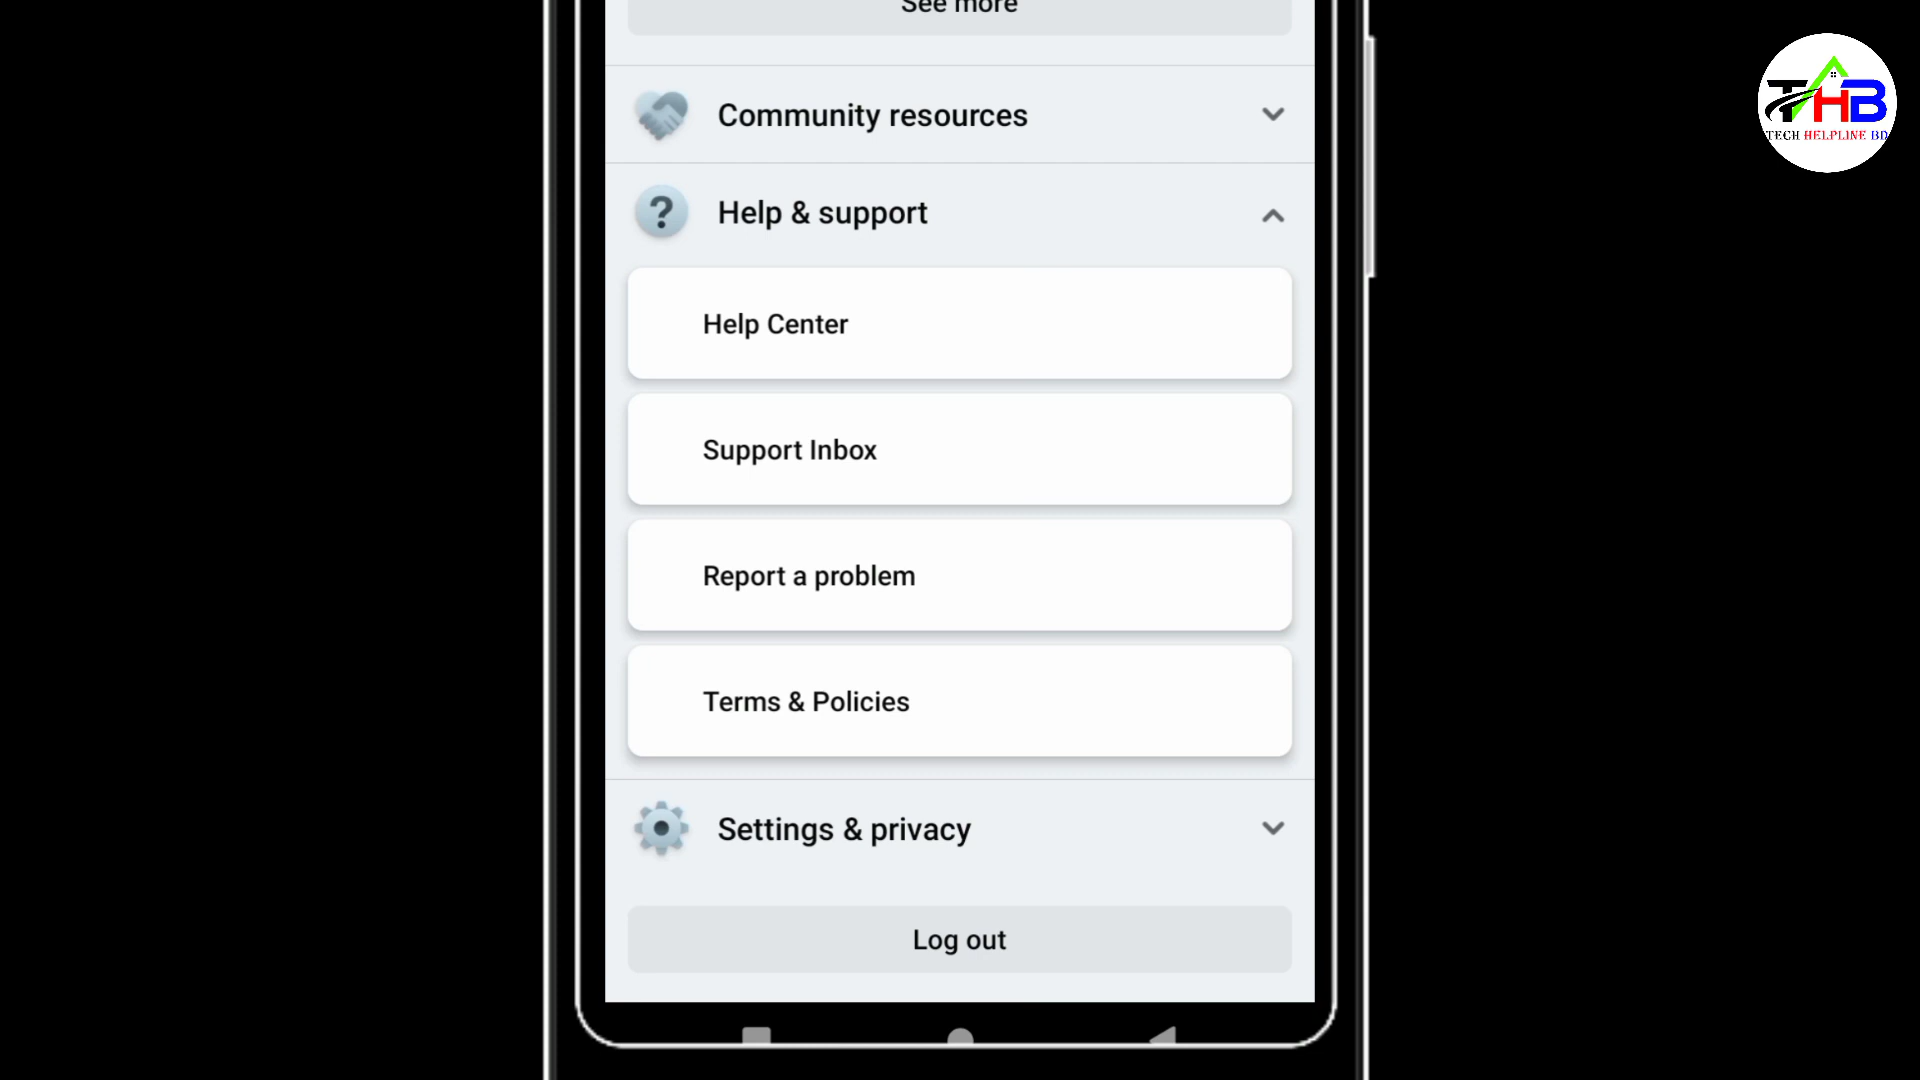 See more
Community resources
Help & support
Help Center
Support Inbox
Report a problem
Terms & Policies
Settings & privacy
Log out
THB
TECH HELPLINE BD